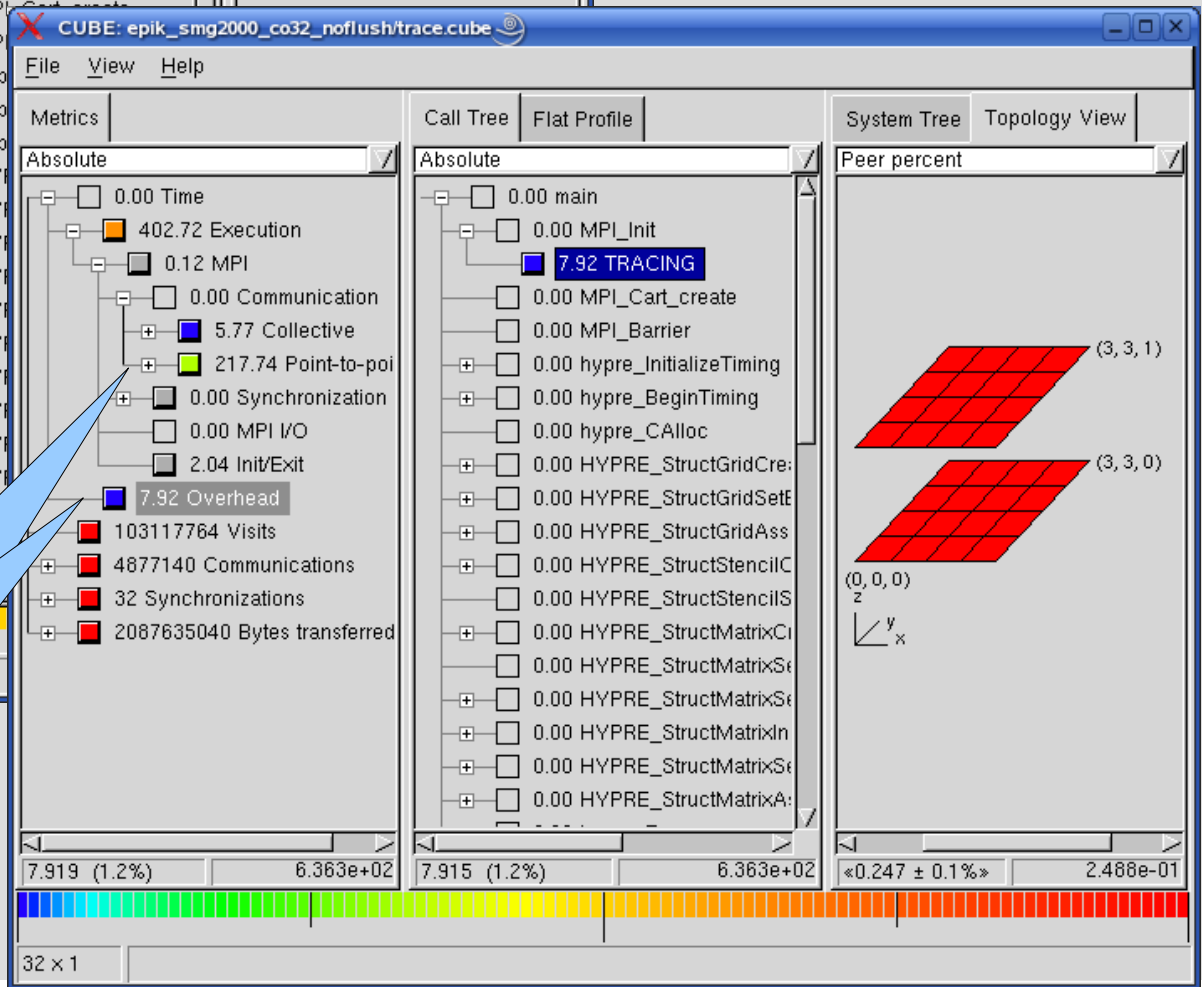 CUBE: epik_smg2000_co32_noflush/trace.cube
File View Help
Metrics
Absolute
0.00 Time
402.72 Execution
0.12 MPI
0.00 Communication
5.77 Collective
217.74 Point-to-poi
0.00 Synchronization
0.00 MPI I/O
2.04 Init/Exit
7.92 Overhead
103117764 Visits
4877140 Communications
32 Synchronizations
2087635040 Bytes transferred
7.919 (1.2%) 6.363e+02
Call Tree Flat Profile
Absolute
0.00 main
0.00 MPI_Init
7.92 TRACING
0.00 MPI_Cart_create
0.00 MPI_Barrier
0.00 hypre_InitializeTiming
0.00 hypre_BeginTiming
0.00 hypre_CAlloc
0.00 HYPRE_StructGridCre
0.00 HYPRE_StructGridSetE
0.00 HYPRE_StructGridAss
0.00 HYPRE_StructStencilC
0.00 HYPRE_StructStencilS
0.00 HYPRE_StructMatrixCr
0.00 HYPRE_StructMatrixSe
0.00 HYPRE_StructMatrixSe
0.00 HYPRE_StructMatrixIn
0.00 HYPRE_StructMatrixSe
0.00 HYPRE_StructMatrixA
7.915 (1.2%) 6.363e+02
System Tree Topology View
Peer percent
(3, 3, 1)
(3, 3, 0)
(0, 0, 0)
z
y
x
«0.247 ± 0.1%» 2.488e-01
32 x 1